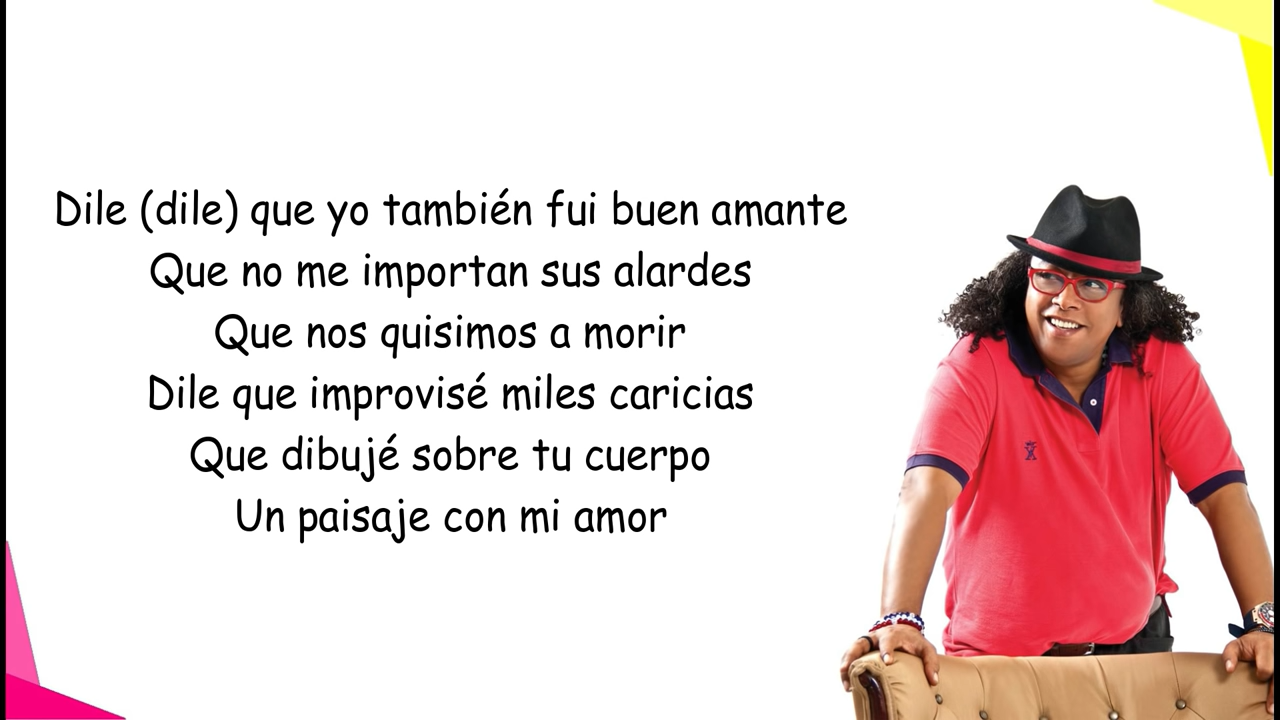 Dile (dile) que yo también fui buen amante
Que no me importan sus alardes
Que nos quisimos a morir
Dile que improvisé miles caricias
Que dibujé sobre tu cuerpo
Un paisaje con mi amor